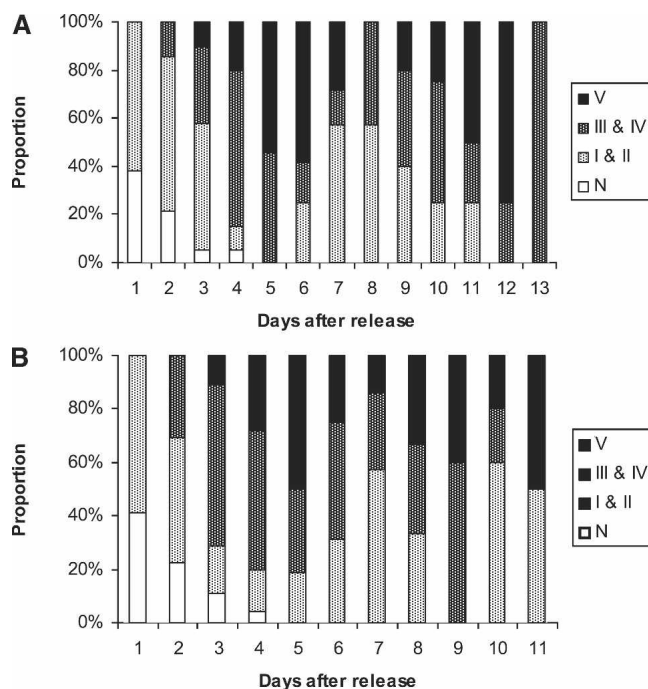 A
100%
80%
60%
40%
20%
0%
Proportion
1 2 3 4 5 6 7 8 9 10 11 12 13
Days after release
V
III & IV
I & II
N
B
100%
80%
60%
40%
20%
0%
Proportion
1 2 3 4 5 6 7 8 9 10 11
Days after release
V
III & IV
I & II
N